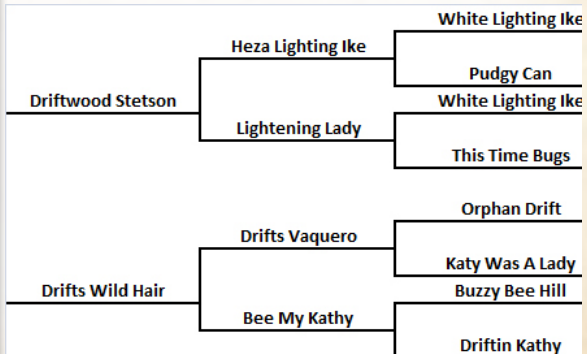 White Lighting Ike
Heza Lighting Ike
Pudgy Can
Driftwood Stetson
White Lighting Ike
Lightening Lady
This Time Bugs
Orphan Drift
Drifts Vaquero
Katy Was A Lady
Drifts Wild Hair
Buzzy Bee Hill
Bee My Kathy
Driftin Kathy